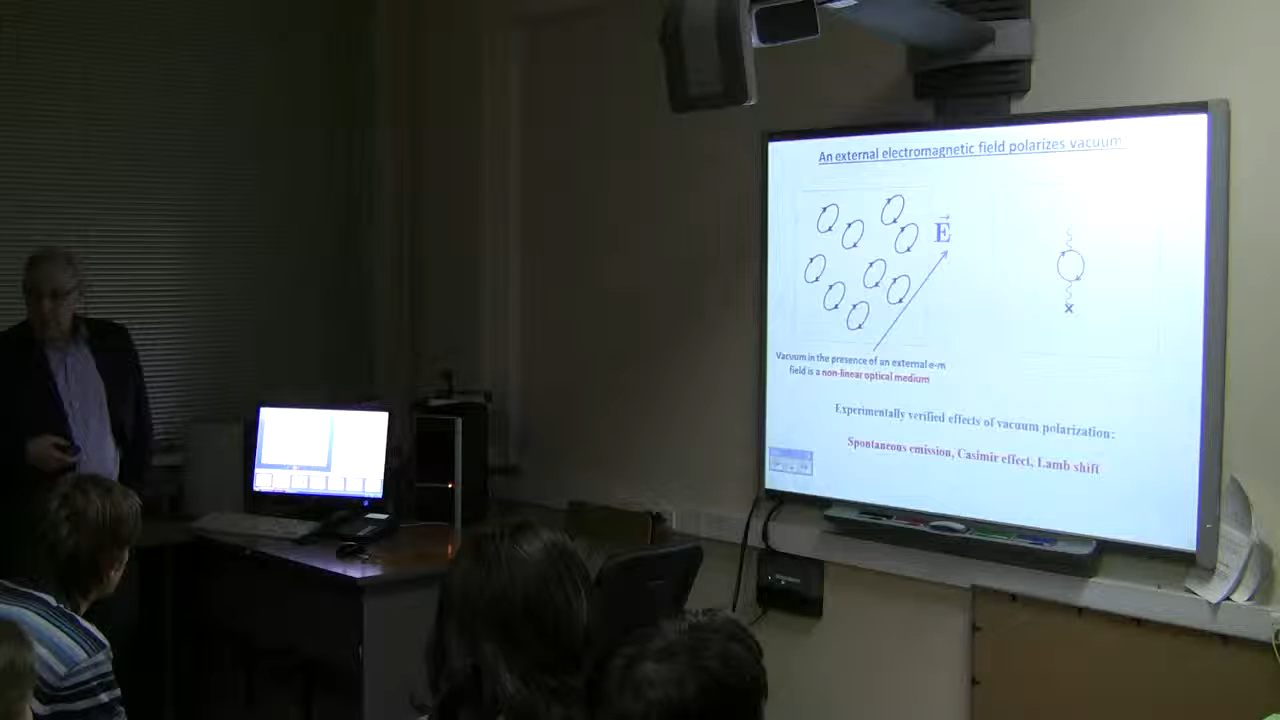 An external electromagnetic field polarizes vacuum
E
Vacuum in the presence of an external e-m
field is a non-linear optical medium
Experimentally verified effects of vacuum polarization:
Spontaneous emission, Casimir effect, Lamb shift